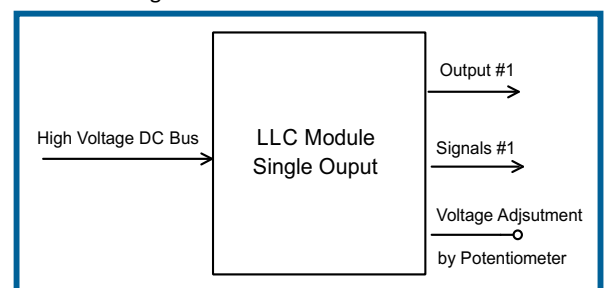 High Voltage DC Bus
LLC Module
Single Ouput
Output #1
Signals #1
Voltage Adjsutment
by Potentiometer